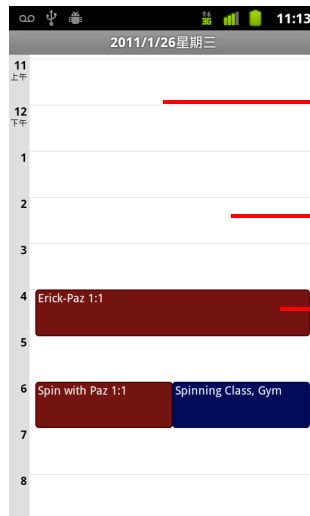 11:13
2011/1/26星期三
11
上午
12
下午
1
2
3
4
Erick-Paz 1:1
5
6
Spin with Paz 1:1
Spinning Class, Gym
7
8